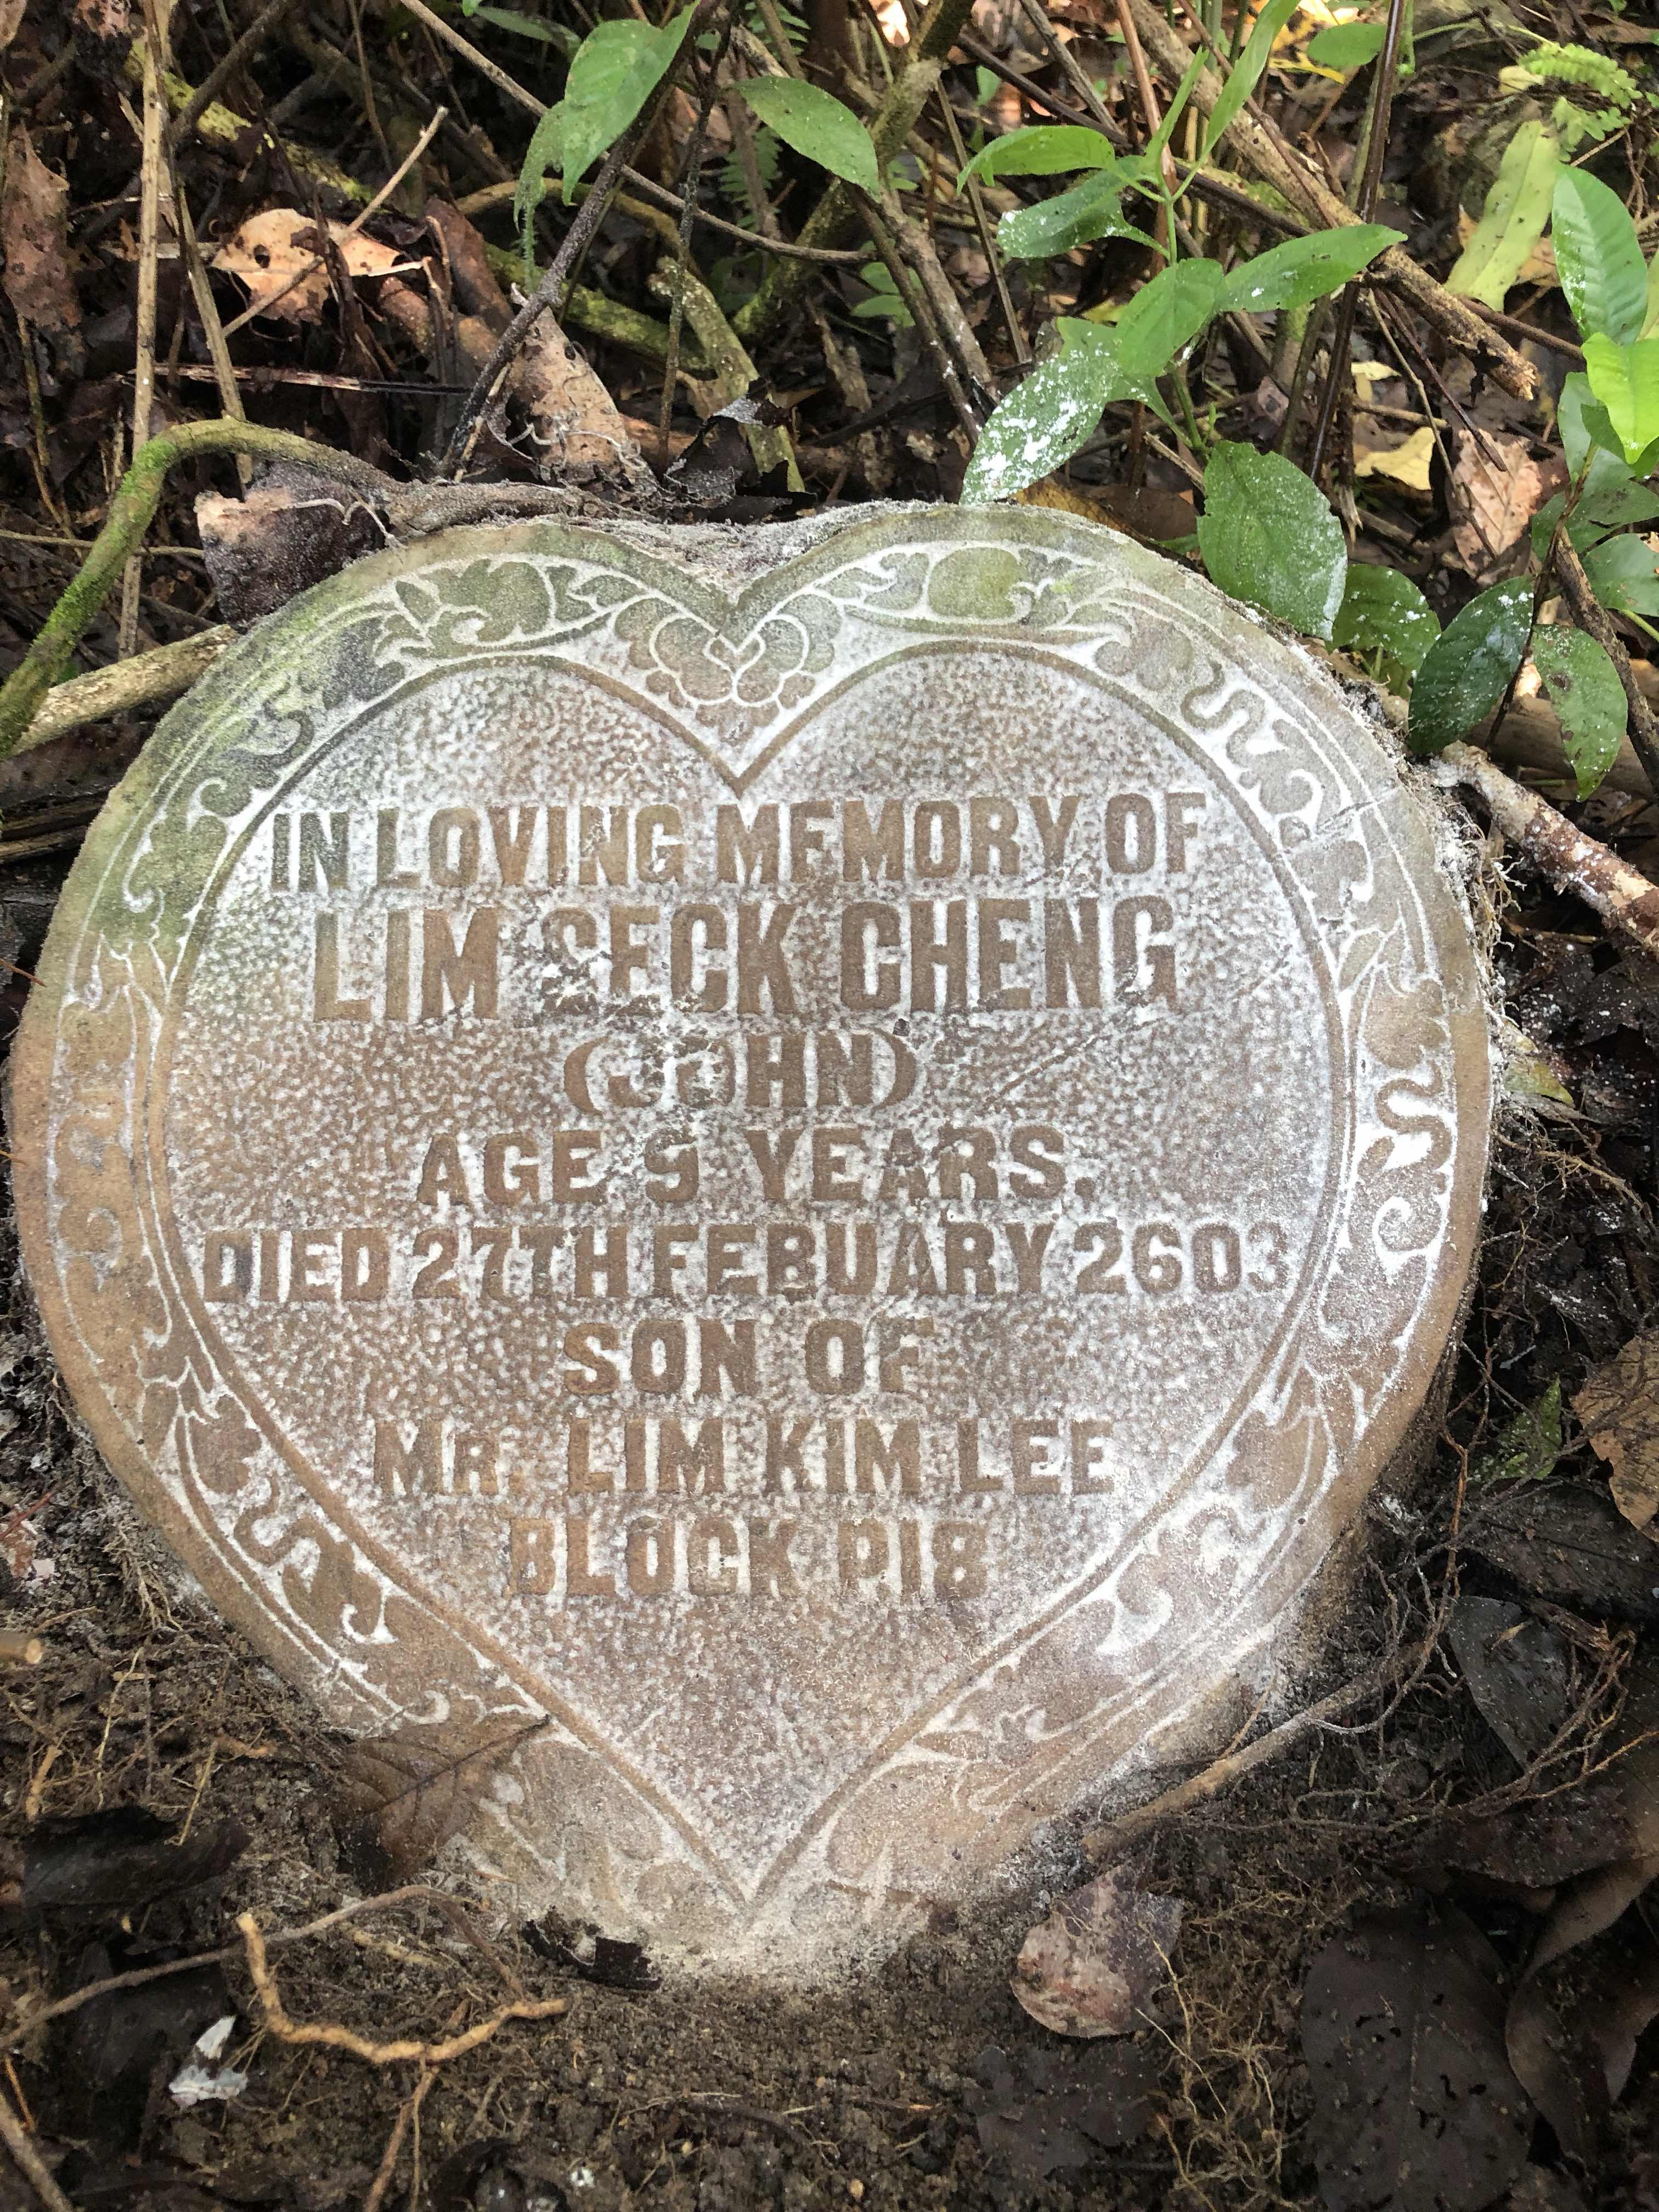 IN LOVING MEMORY OF
LIM SECK CHENG
(JOHN)
AGE 9 YEARS,
DIED 27TH FEBUARY 2603
SON OF
MR. LIM KIM LEE
BLOCK P18